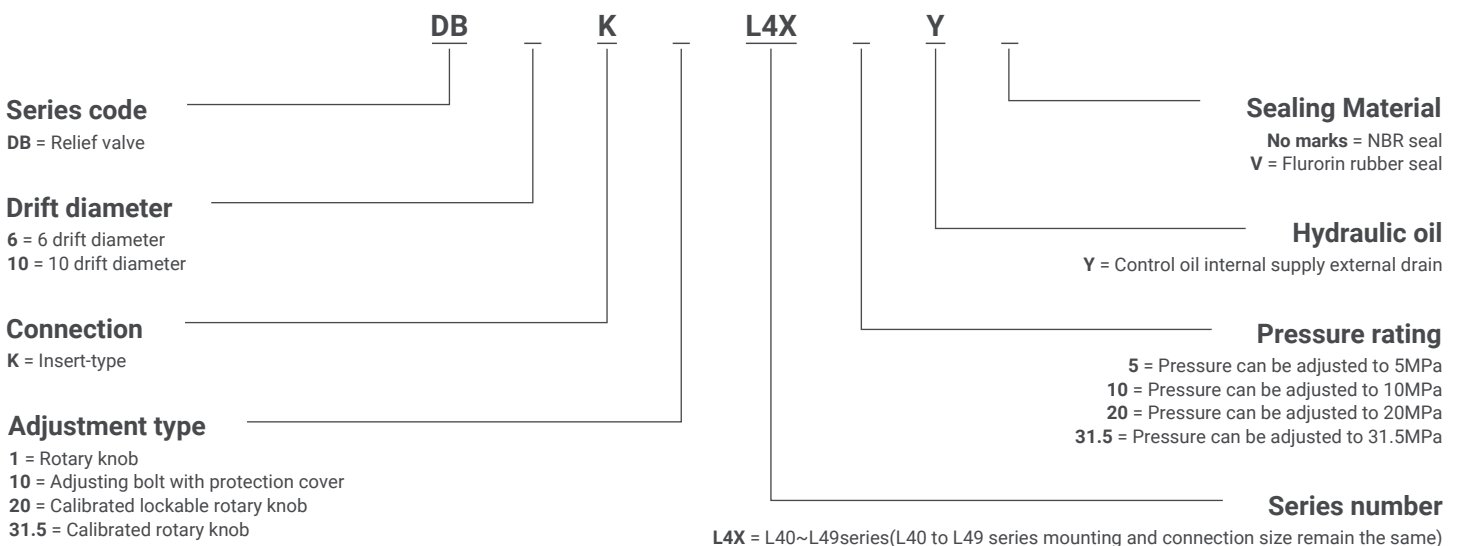 DB _ K _ L4X _ Y _
Series code
DB = Relief valve
Drift diameter
6 = 6 drift diameter
10 = 10 drift diameter
Connection
K = Insert-type
Adjustment type
1 = Rotary knob
10 = Adjusting bolt with protection cover
20 = Calibrated lockable rotary knob
31.5 = Calibrated rotary knob
Sealing Material
No marks = NBR seal
V = Flurorin rubber seal
Hydraulic oil
Y = Control oil internal supply external drain
Pressure rating
5 = Pressure can be adjusted to 5MPa
10 = Pressure can be adjusted to 10MPa
20 = Pressure can be adjusted to 20MPa
31.5 = Pressure can be adjusted to 31.5MPa
Series number
L4X = L40~L49series(L40 to L49 series mounting and connection size remain the same)